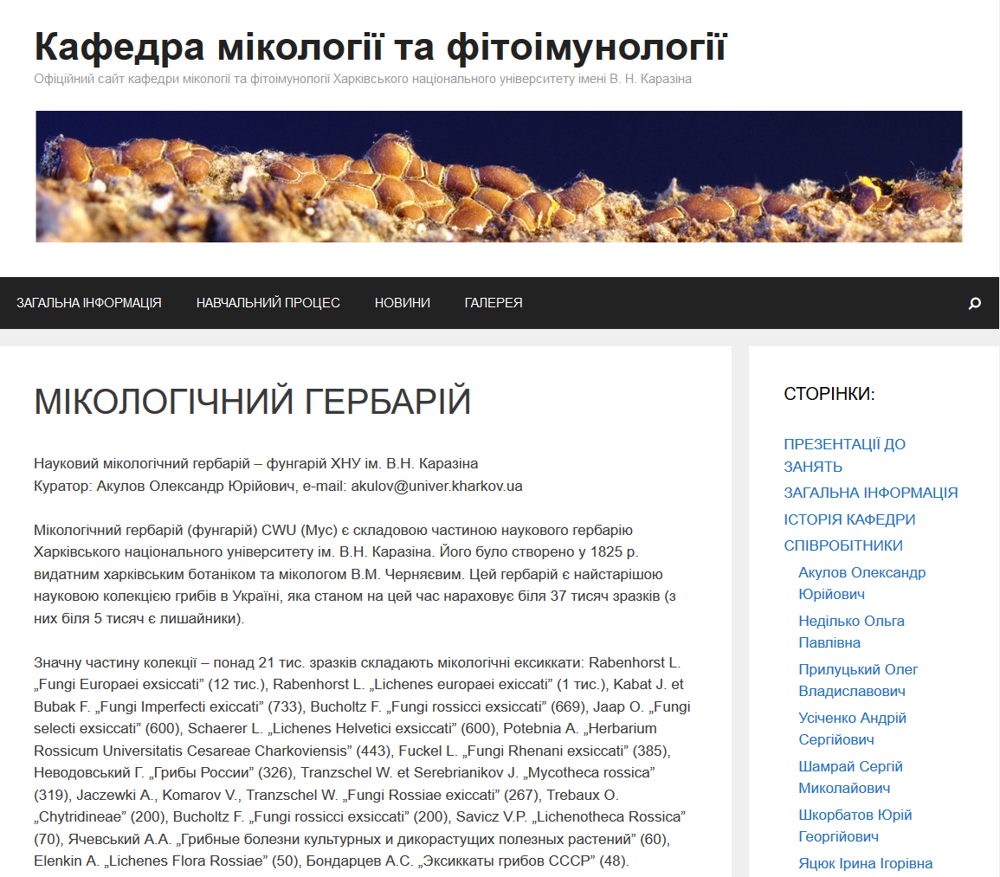 Кафедра мікології та фітоімунології
Офіційний сайт кафедри мікології та фітоімунології Харківського національного університету імені В. Н. Каразіна
ЗАГАЛЬНА ІНФОРМАЦІЯ НАВЧАЛЬНИЙ ПРОЦЕС НОВИНИ ГАЛЕРЕЯ
МІКОЛОГІЧНИЙ ГЕРБАРІЙ
Науковий мікологічний гербарій – фунгарій ХНУ ім. В.Н. Каразіна
Куратор: Акулов Олександр Юрійович, e-mail: akulov@univer.kharkov.ua
Мікологічний гербарій (фунгарій) CWU (Myc) є складовою частиною наукового гербарію
Харківського національного університету ім. В.Н. Каразіна. Його було створено у 1825 р.
видатним харківським ботаніком та мікологом В.М. Черняєвим. Цей гербарій є найстарішою
науковою колекцією грибів в Україні, яка станом на цей час нараховує біля 37 тисяч зразків (з
них біля 5 тисяч є лишайники).
Значну частину колекції – понад 21 тис. зразків складають мікологічні ексиккати: Rabenhorst L.
„Fungi Europaei exsiccati” (12 тис.), Rabenhorst L. „Lichenes europaei exiccati” (1 тис.), Kabat J. et
Bubak F. „Fungi Imperfecti exiccati” (733), Bucholtz F. „Fungi rossicci exsiccati” (669), Jaap O. „Fungi
selecti exsiccati” (600), Schaerer L. „Lichenes Helvetici exsiccati” (600), Potebnia A. „Herbarium
Rossicum Universitatis Cesareae Charkoviensis” (443), Fuckel L. „Fungi Rhenani exsiccati” (385),
Неводовський Г. „Грибы России” (326), Tranzschel W. et Serebrianikov J. „Mycotheca rossica”
(319), Jaczewki A., Komarov V., Tranzschel W. „Fungi Rossiae exiccati” (267), Trebaux O.
„Chytridineae” (200), Bucholtz F. „Fungi rossicci exsiccati” (200), Savicz V.P. „Lichenotheca Rossica”
(70), Ячевський А.А. „Грибные болезни культурных и дикорастущих полезных растений” (60),
Elenkin A. „Lichenes Flora Rossiae” (50), Бондарцев А.С. „Эксиккаты грибов СССР” (48).
СТОРІНКИ:
ПРЕЗЕНТАЦІЇ ДО
ЗАНЯТЬ
ЗАГАЛЬНА ІНФОРМАЦІЯ
ІСТОРІЯ КАФЕДРИ
СПІВРОБІТНИКИ
Акулов Олександр
Юрійович
Неділько Ольга
Павлівна
Прилуцький Олег
Владиславович
Усіченко Андрій
Сергійович
Шамрай Сергій
Миколайович
Шкорбатов Юрій
Георгійович
Яцюк Ірина Ігорівна